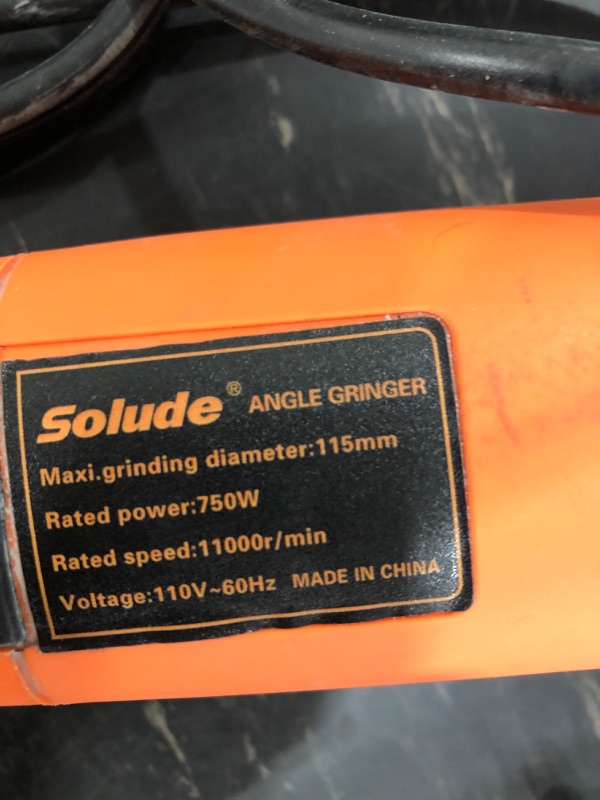 Solude® ANGLE GRINGER
Maxi.grinding diameter:115mm
Rated power:750W
Rated speed:11000r/min
Voltage:110V~60Hz MADE IN CHINA